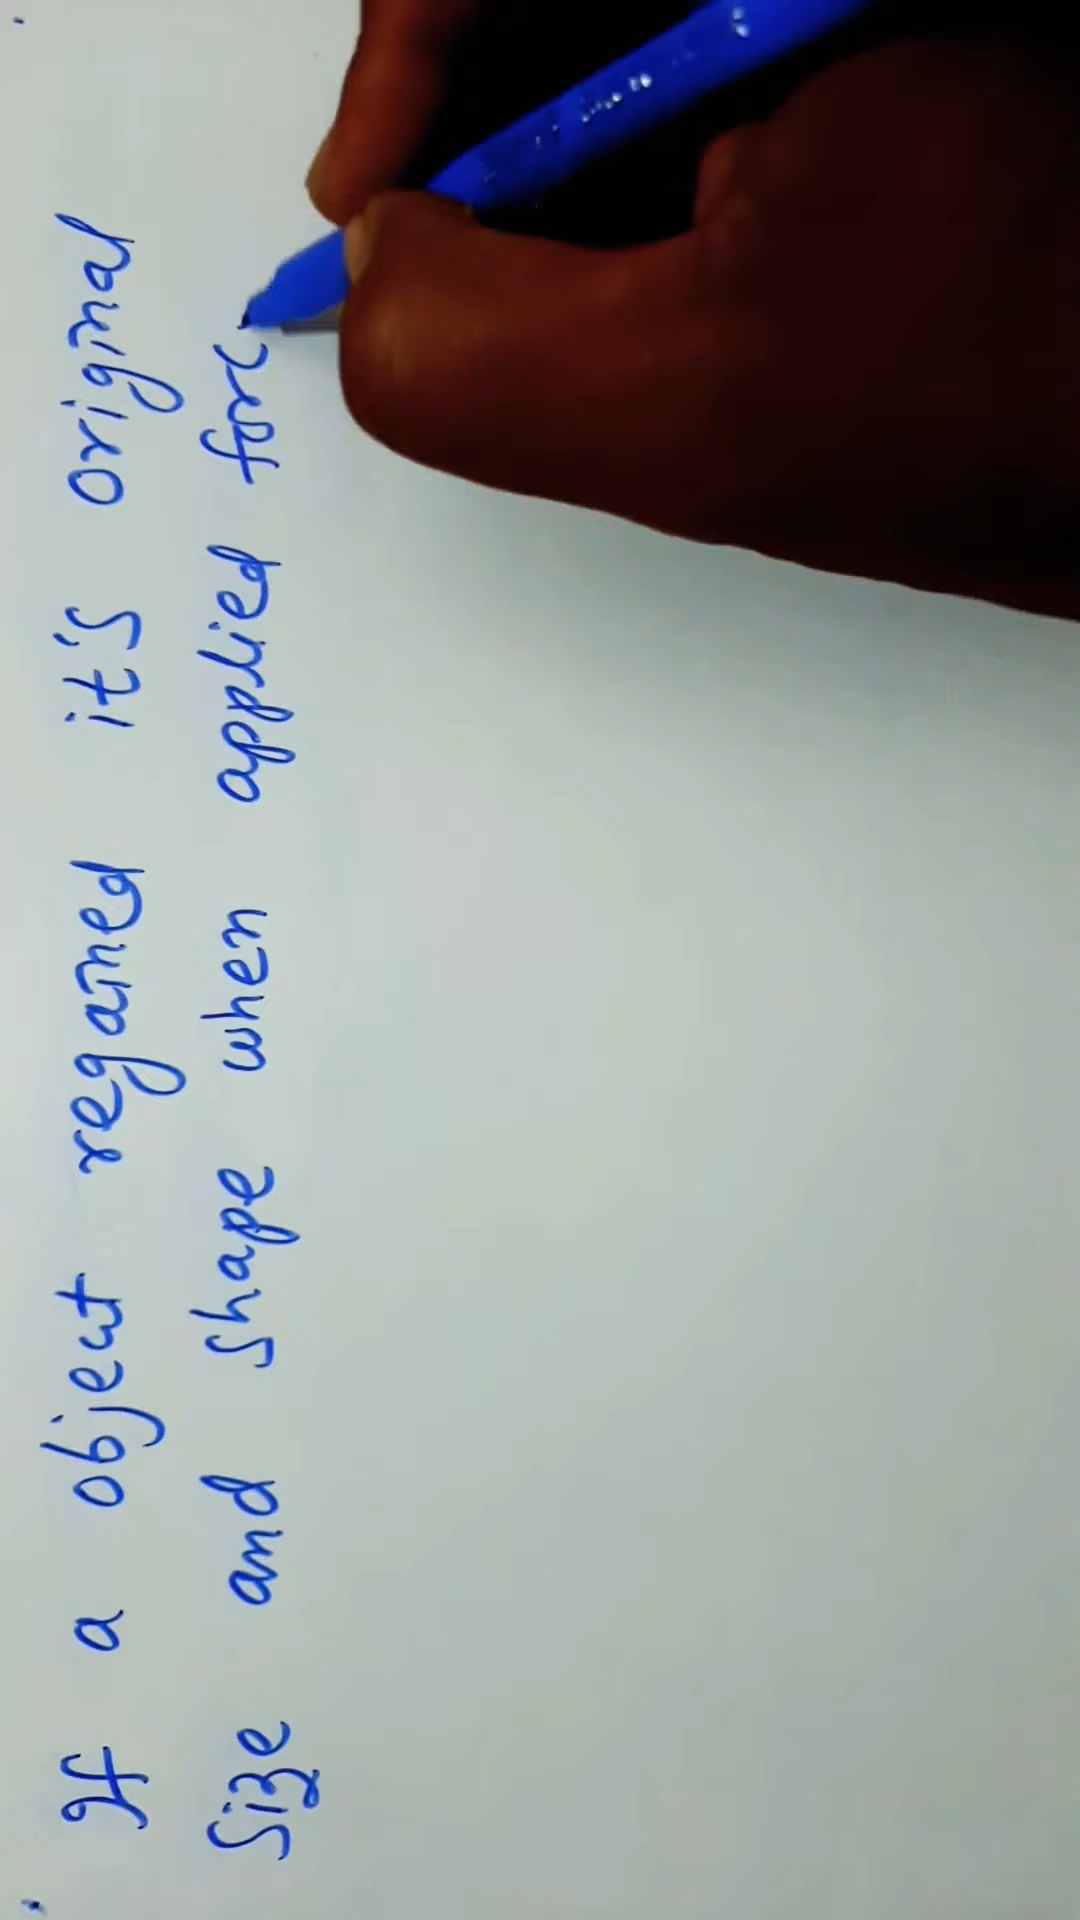 If a object regained it's original
Size and shape when applied forc